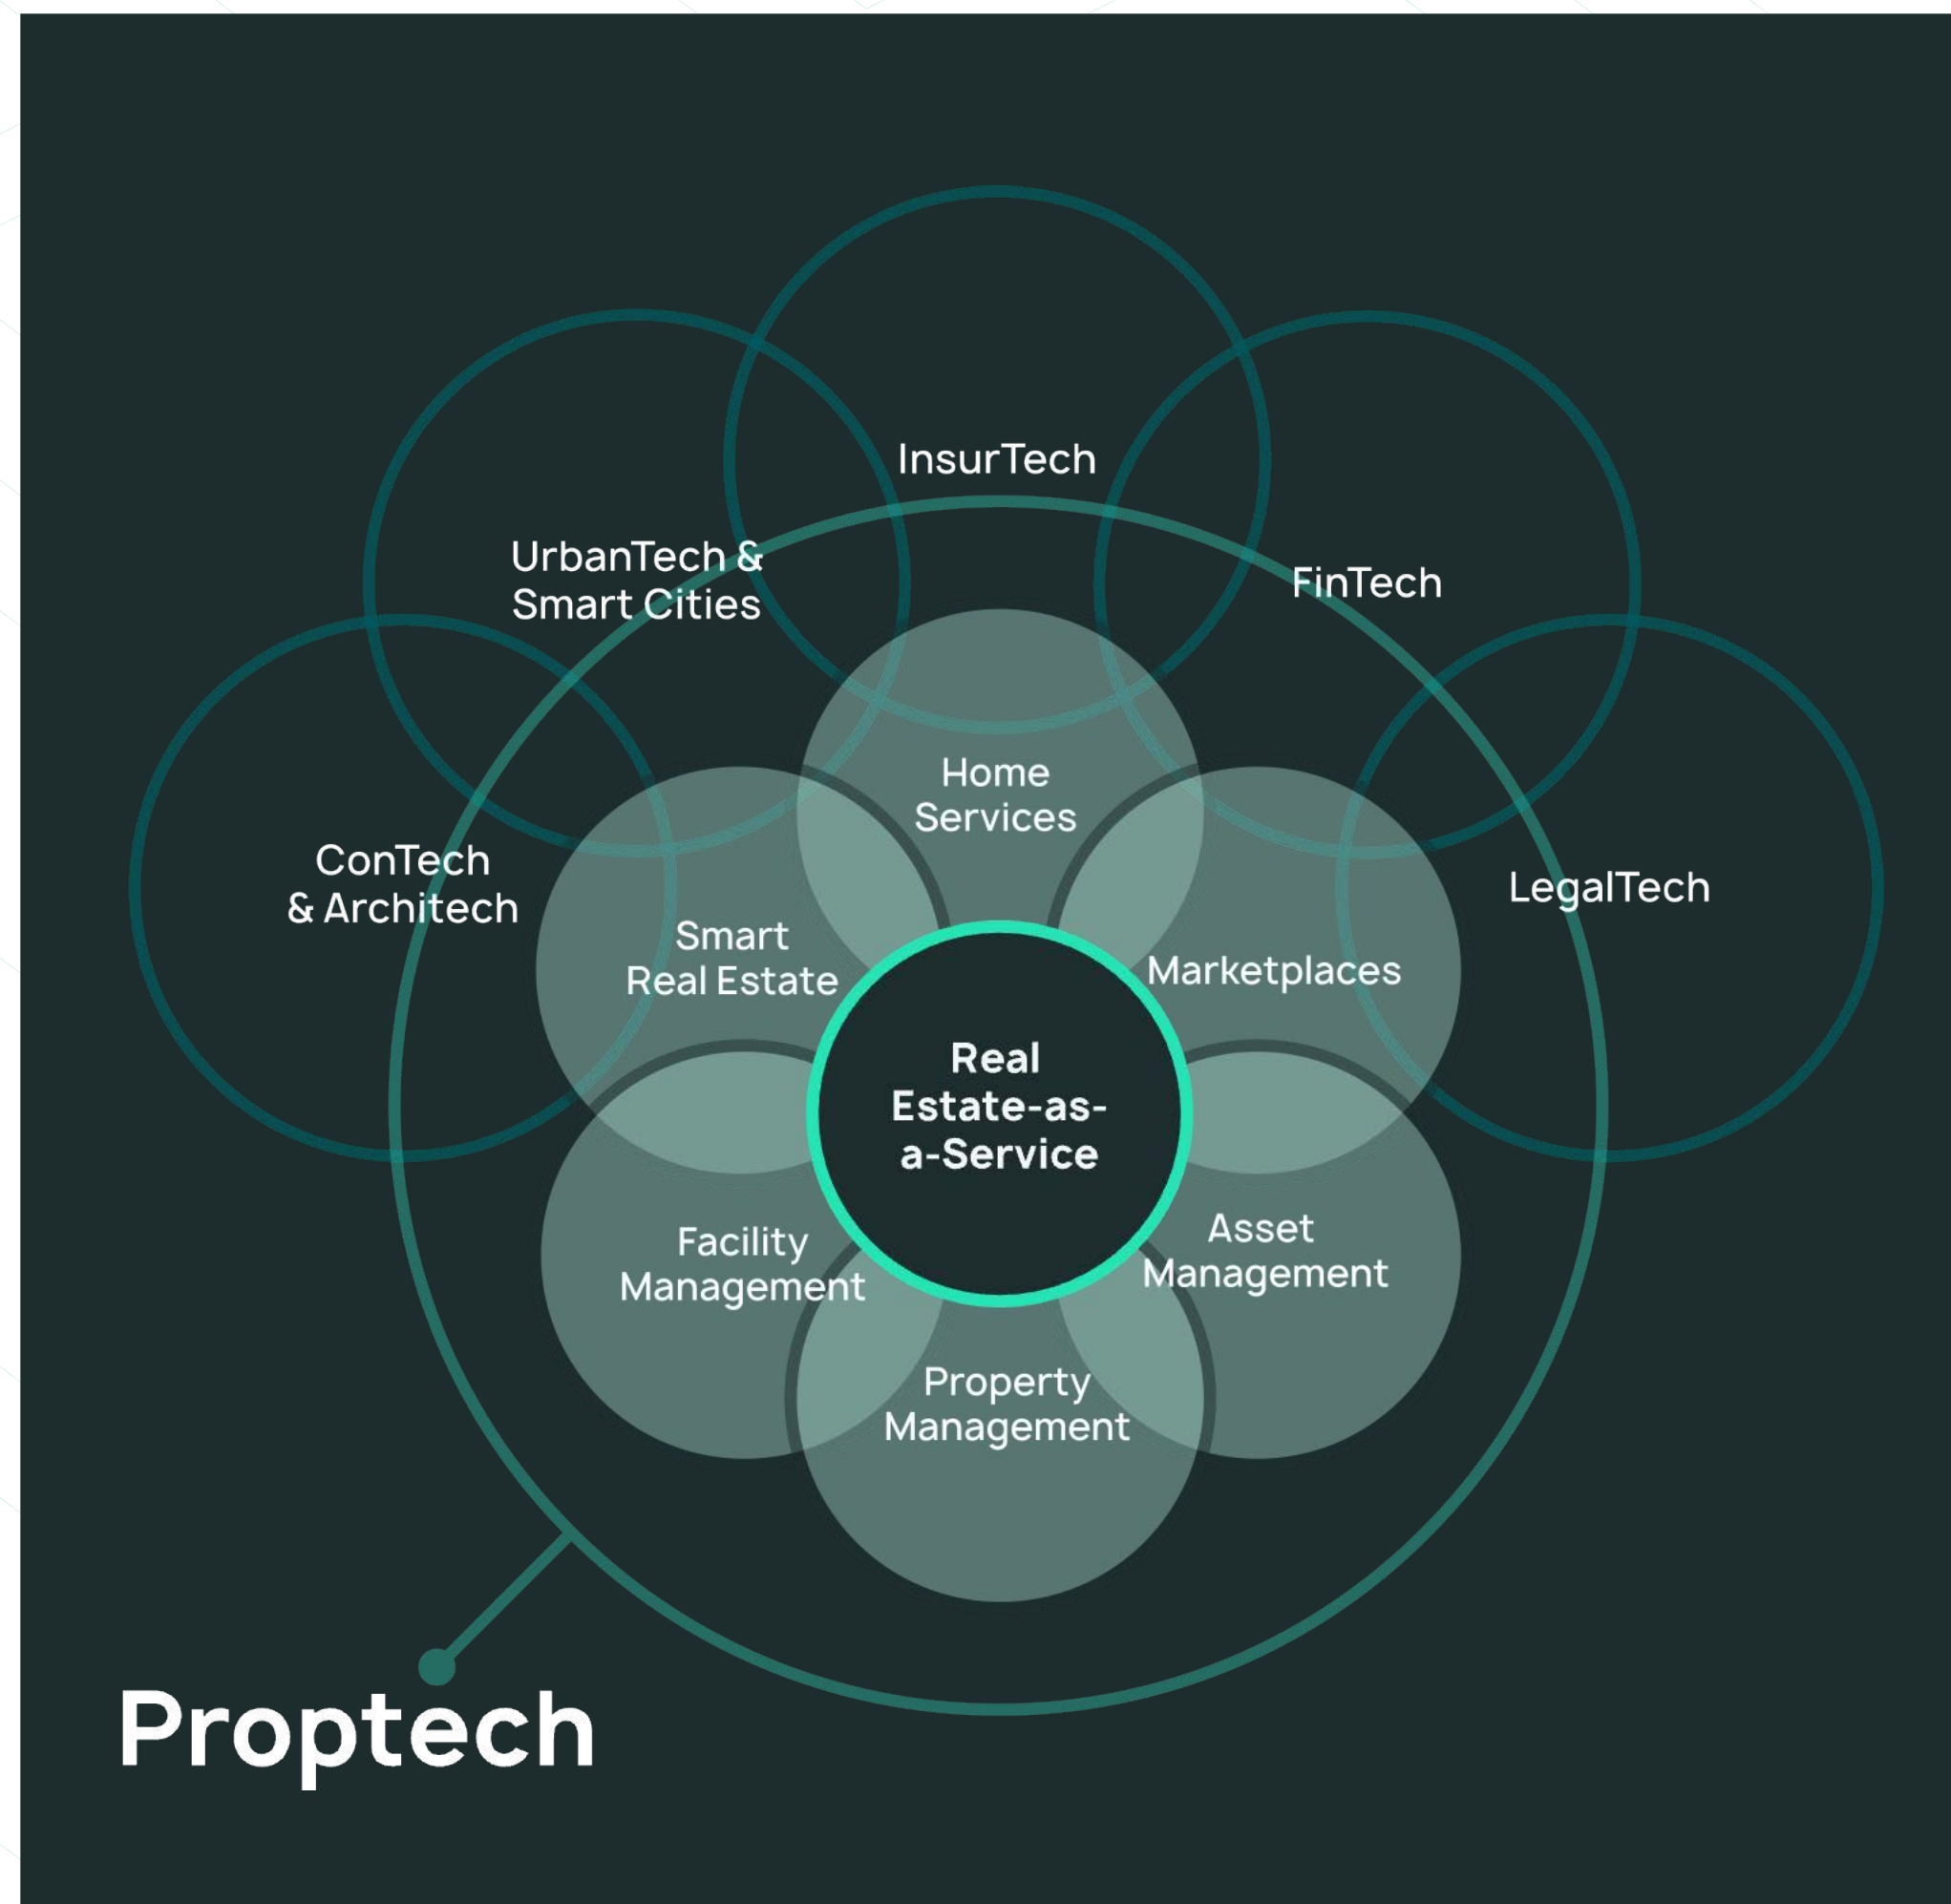 InsurTech
UrbanTech &
Smart Cities
FinTech
Home
Services
ConTech
& Architech
LegalTech
Smart
Real Estate
Marketplaces
Real
Estate-as-
a-Service
Facility
Management
Asset
Management
Property
Management
Proptech